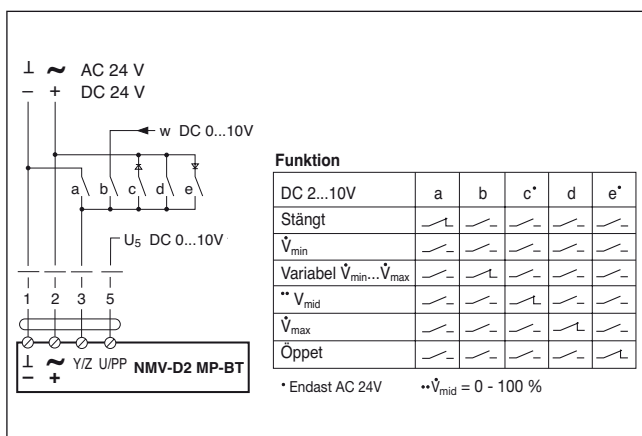 ⊥ ~ AC 24 V
− + DC 24 V
w DC 0...10V
a b c d e
U5 DC 0...10V
1 2 3 5
⊥ ~ Y/Z U/PP NMV-D2 MP-BT
− +
Funktion
DC 2...10V a b c• d e•
Stängt
V̇min
Variabel V̇min...V̇max
•• Vmid
V̇max
Öppet
• Endast AC 24V ••V̇mid = 0 - 100 %